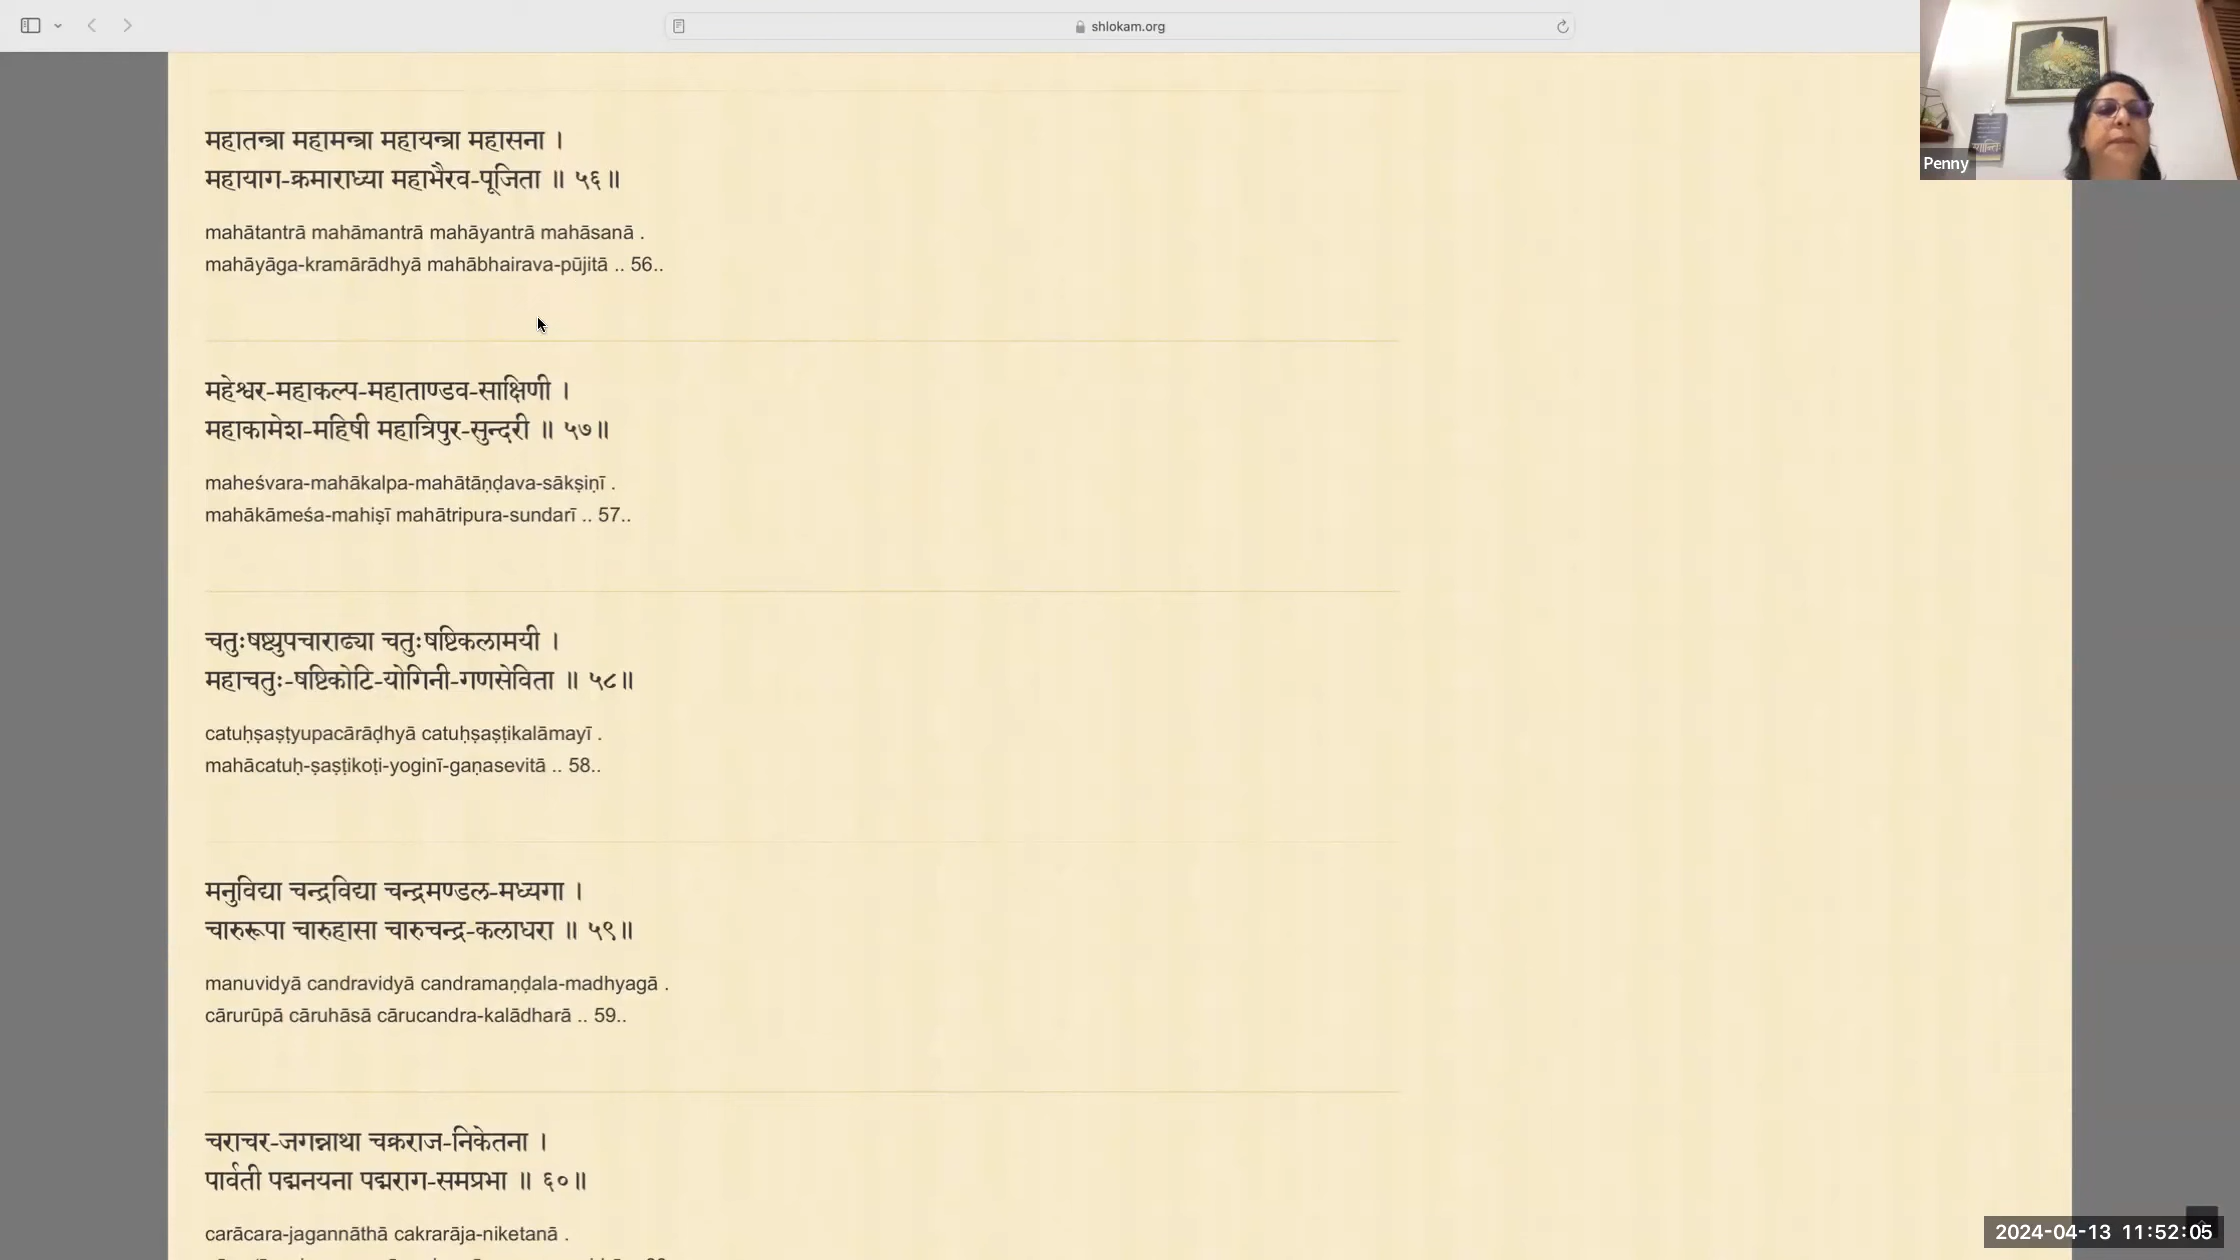 shlokam.org
महातन्त्रा महामन्त्रा महायन्त्रा महासना ।
महायाग-क्रमाराध्या महाभैरव-पूजिता ॥ ५६॥
mahātantrā mahāmantrā mahāyantrā mahāsanā .
mahāyāga-kramārādhyā mahābhairava-pūjitā .. 56..
महेश्वर-महाकल्प-महाताण्डव-साक्षिणी ।
महाकामेश-महिषी महात्रिपुर-सुन्दरी ॥ ५७॥
maheśvara-mahākalpa-mahātāṇḍava-sākṣiṇī .
mahākāmeśa-mahiṣī mahātripura-sundarī .. 57..
चतुःषष्ट्युपचाराढ्या चतुःषष्टिकलामयी ।
महाचतुः-षष्टिकोटि-योगिनी-गणसेविता ॥ ५८॥
catuḥṣaṣṭyupacārāḍhyā catuḥṣaṣṭikalāmayī .
mahācatuḥ-ṣaṣṭikoṭi-yoginī-gaṇasevitā .. 58..
मनुविद्या चन्द्रविद्या चन्द्रमण्डल-मध्यगा ।
चारुरूपा चारुहासा चारुचन्द्र-कलाधरा ॥ ५९॥
manuvidyā candravidyā candramaṇḍala-madhyagā .
cārurūpā cāruhāsā cārucandra-kalādharā .. 59..
चराचर-जगन्नाथा चक्रराज-निकेतना ।
पार्वती पद्मनयना पद्मराग-समप्रभा ॥ ६०॥
carācara-jagannāthā cakrarāja-niketanā .
Penny
शान्तिः
2024-04-13 11:52:05